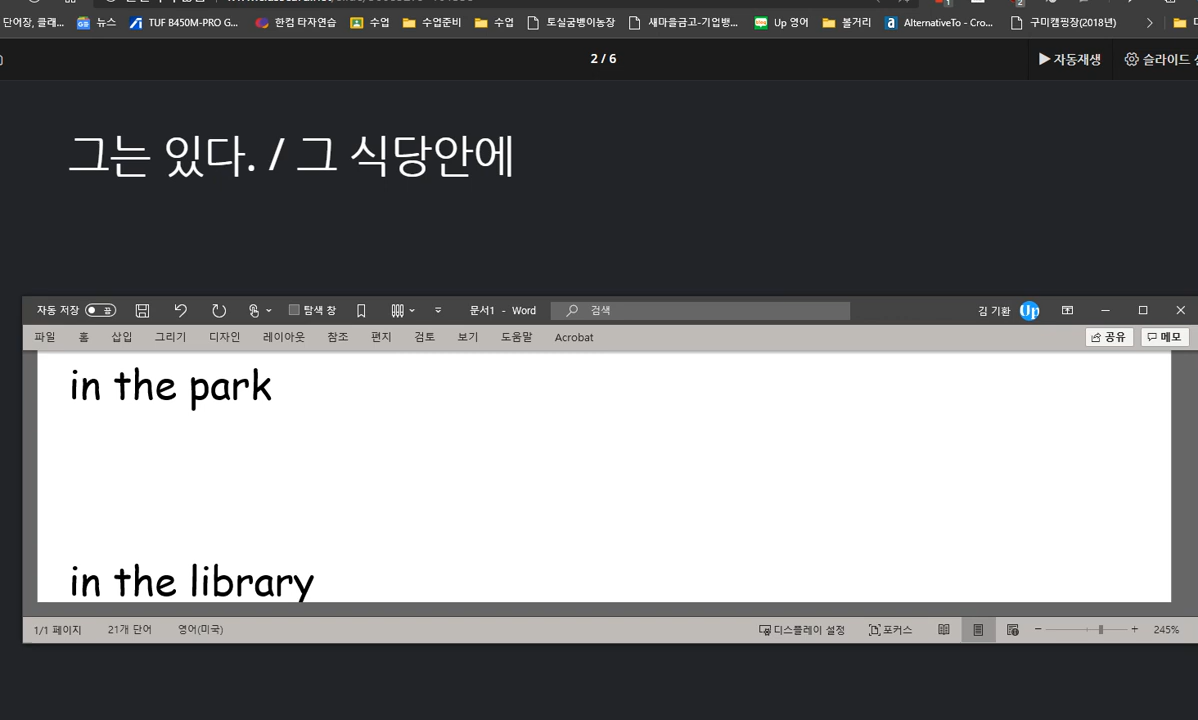 단어장, 클래... 뉴스 TUF B450M-PRO G... 한컴 타자연습 수업 수업준비 수업 토실굼벵이농장 새마을금고-기업뱅... Up 영어 볼거리 AlternativeTo - Cro... 구미캠핑장(2018년)
2 / 6 자동재생 슬라이드
그는 있다. / 그 식당안에
자동 저장 탐색 창 문서1 - Word 검색 김 기환 Up
파일 홈 삽입 그리기 디자인 레이아웃 참조 편지 검토 보기 도움말 Acrobat 공유 메모
in the park
in the library
1/1 페이지 21개 단어 영어(미국) 디스플레이 설정 포커스 245%